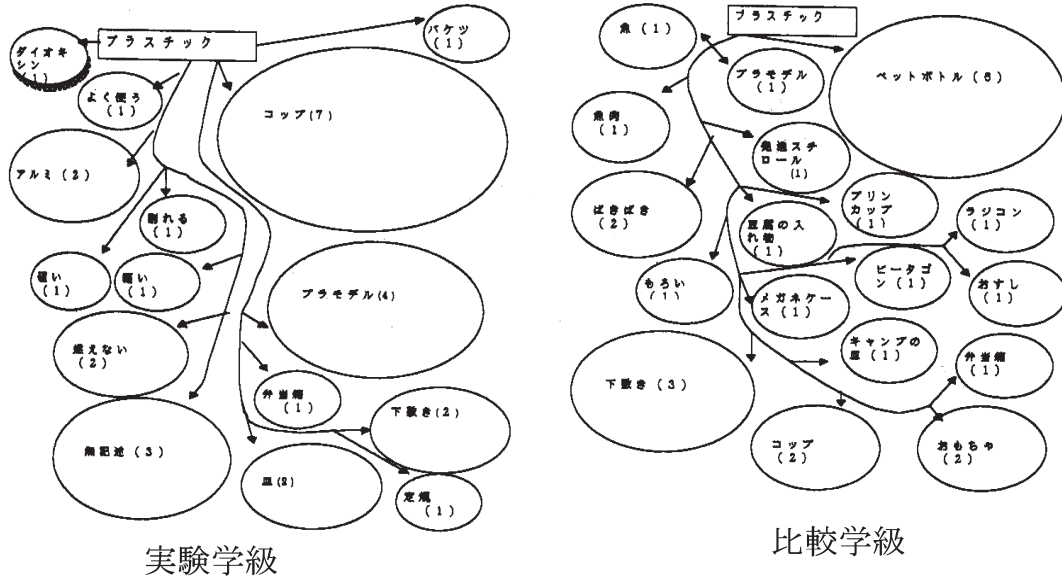 プラスチック
バケツ
(1)
ダイオキ
シン
(1)
よく使う
(1)
コップ(7)
アルミ(2)
削れる
(1)
硬い
(1)
(1)
プラモデル(4)
燃えない
(2)
弁当箱
(1)
下敷き(2)
無記述(3)
皿(2)
定規
(1)
実験学級
プラスチック
魚(1)
プラモデル
(1)
ペットボトル(6)
魚肉
(1)
発泡スチ
ロール
(1)
ぱきぱき
(2)
プリン
カップ
(1)
ラジコン
(1)
豆腐の入
れ物
(1)
もろい
(1)
ビータゴ
ン(1)
おすし
(1)
メガネケー
ス(1)
キャンプの
皿(1)
弁当箱
(1)
下敷き(3)
コップ
(2)
おもちゃ
(2)
比較学級